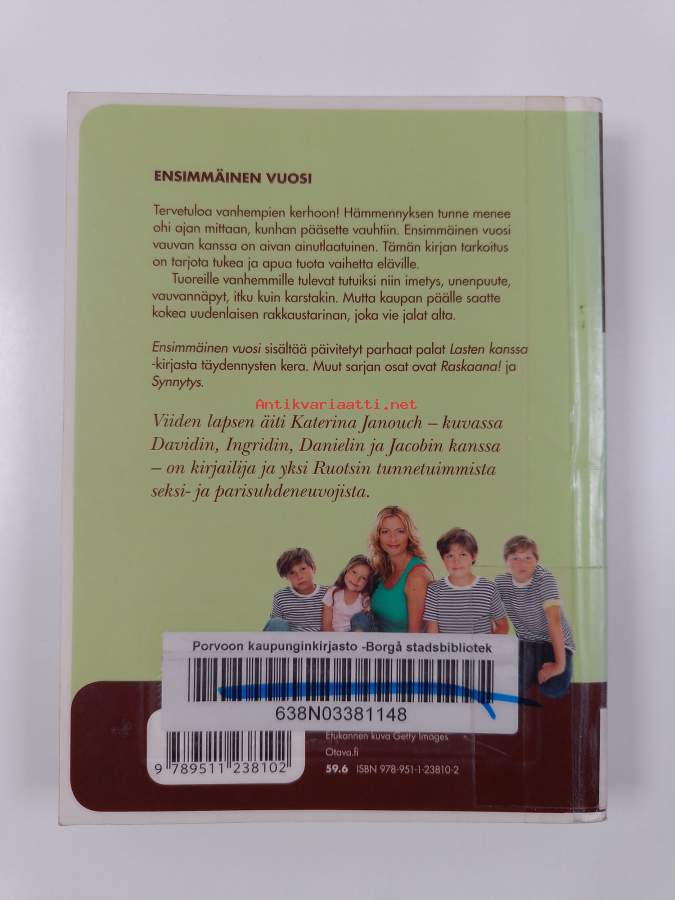 ENSIMMÄINEN VUOSI
Tervetuloa vanhempien kerhoon! Hämmennyksen tunne menee
ohi ajan mittaan, kunhan pääsette vauhtiin. Ensimmäinen vuosi
vauvan kanssa on aivan ainutlaatuinen. Tämän kirjan tarkoitus
on tarjota tukea ja apua tuota vaihetta eläville.
Tuoreille vanhemmille tulevat tutuiksi niin imetys, unenpuute,
vauvannäpyt, itku kuin karstakin. Mutta kaupan päälle saatte
kokea uudenlaisen rakkaustarinan, joka vie jalat alta.
Ensimmäinen vuosi sisältää päivitetyt parhaat palat Lasten kanssa
-kirjasta täydennysten kera. Muut sarjan osat ovat Raskaana! ja
Synnytys.
Antikvariaatti.net
Viiden lapsen äiti Katerina Janouch – kuvassa
Davidin, Ingridin, Danielin ja Jacobin kanssa
– on kirjailija ja yksi Ruotsin tunnetuimmista
seksi- ja parisuhdeneuvojista.
Porvoon kaupunginkirjasto -Borgå stadsbibliotek
638N03381148
Etukannen kuva Getty Images
Otava.fi
59.6 ISBN 978-951-1-23810-2
9 789511 238102